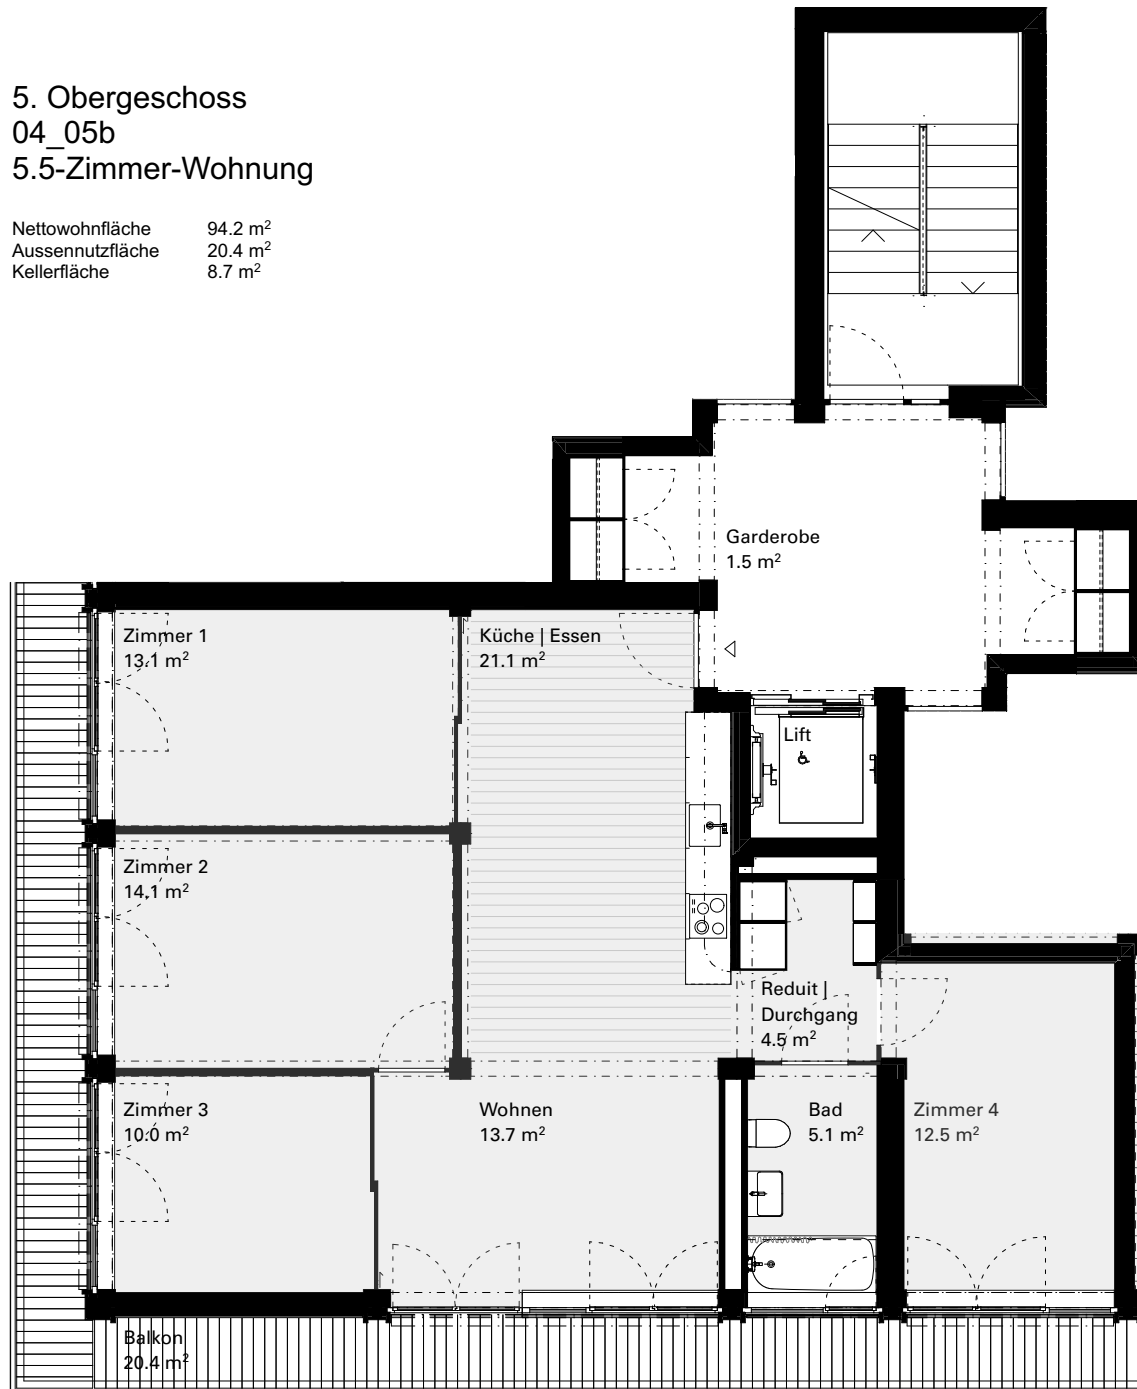 5. Obergeschoss
04_05b
5.5-Zimmer-Wohnung
Nettowohnfläche 94.2 m²
Aussennutzfläche 20.4 m²
Kellerfläche 8.7 m²
Garderobe
1.5 m²
Zimmer 1
13.1 m²
Küche | Essen
21.1 m²
Lift
Zimmer 2
14.1 m²
Reduit |
Durchgang
4.5 m²
Zimmer 3
10.0 m²
Wohnen
13.7 m²
Bad
5.1 m²
Zimmer 4
12.5 m²
Balkon
20.4 m²